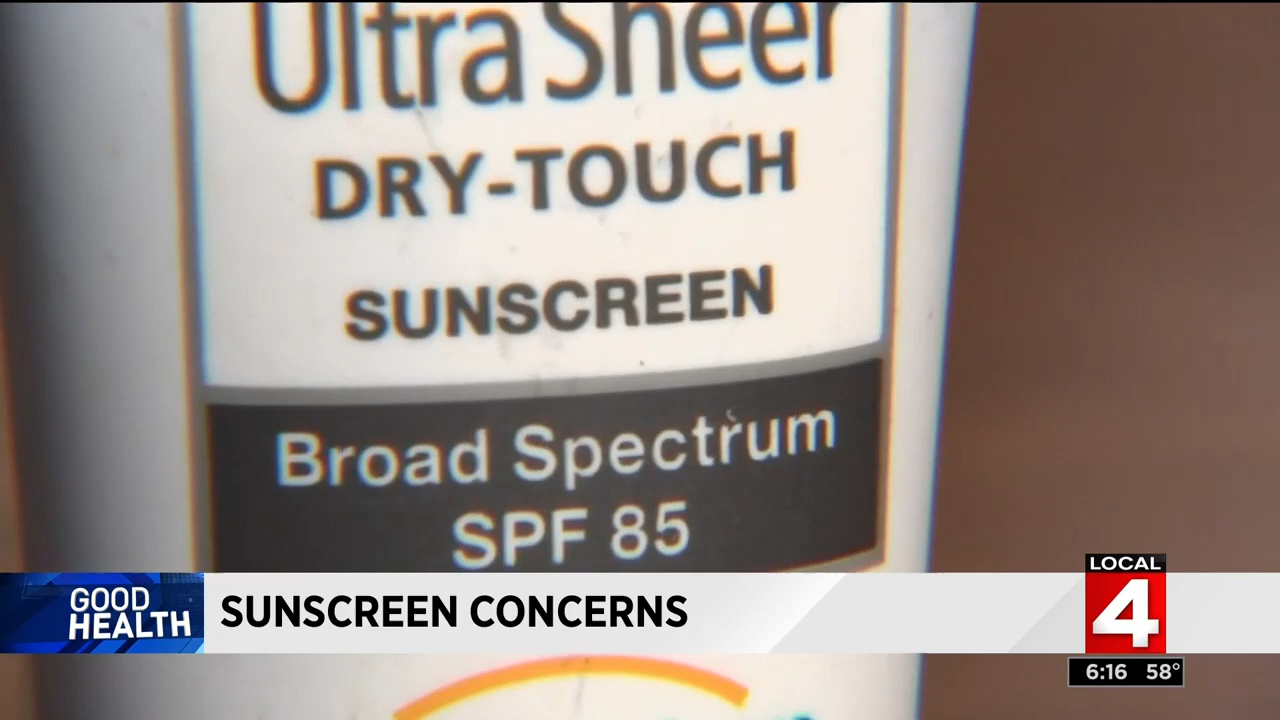 Ultra Sheer
DRY-TOUCH
SUNSCREEN
Broad Spectrum
SPF 85
GOOD
HEALTH
SUNSCREEN CONCERNS
LOCAL
4
6:16 58°